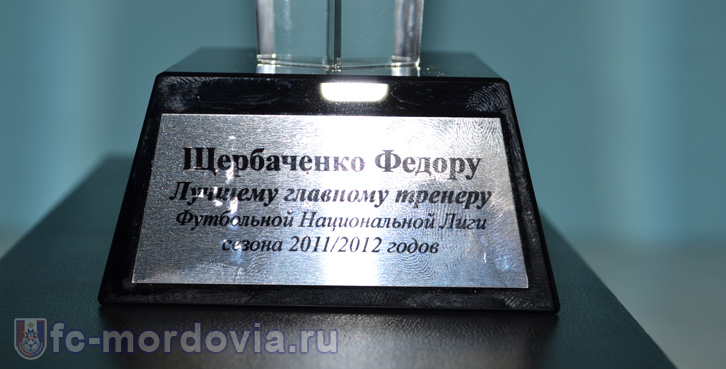 Щербаченко Федору
Лучшему главному тренеру
Футбольной Национальной Лиги
сезона 2011/2012 годов
fc-mordovia.ru